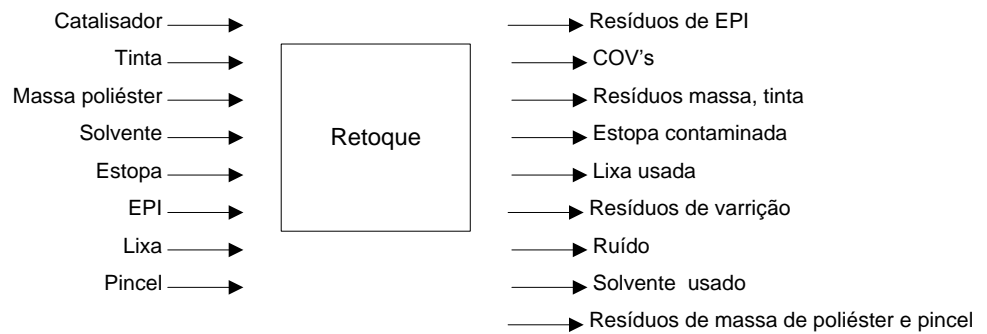 Catalisador
Tinta
Massa poliéster
Solvente
Estopa
EPI
Lixa
Pincel
Retoque
Resíduos de EPI
COV's
Resíduos massa, tinta
Estopa contaminada
Lixa usada
Resíduos de varrição
Ruído
Solvente usado
Resíduos de massa de poliéster e pincel